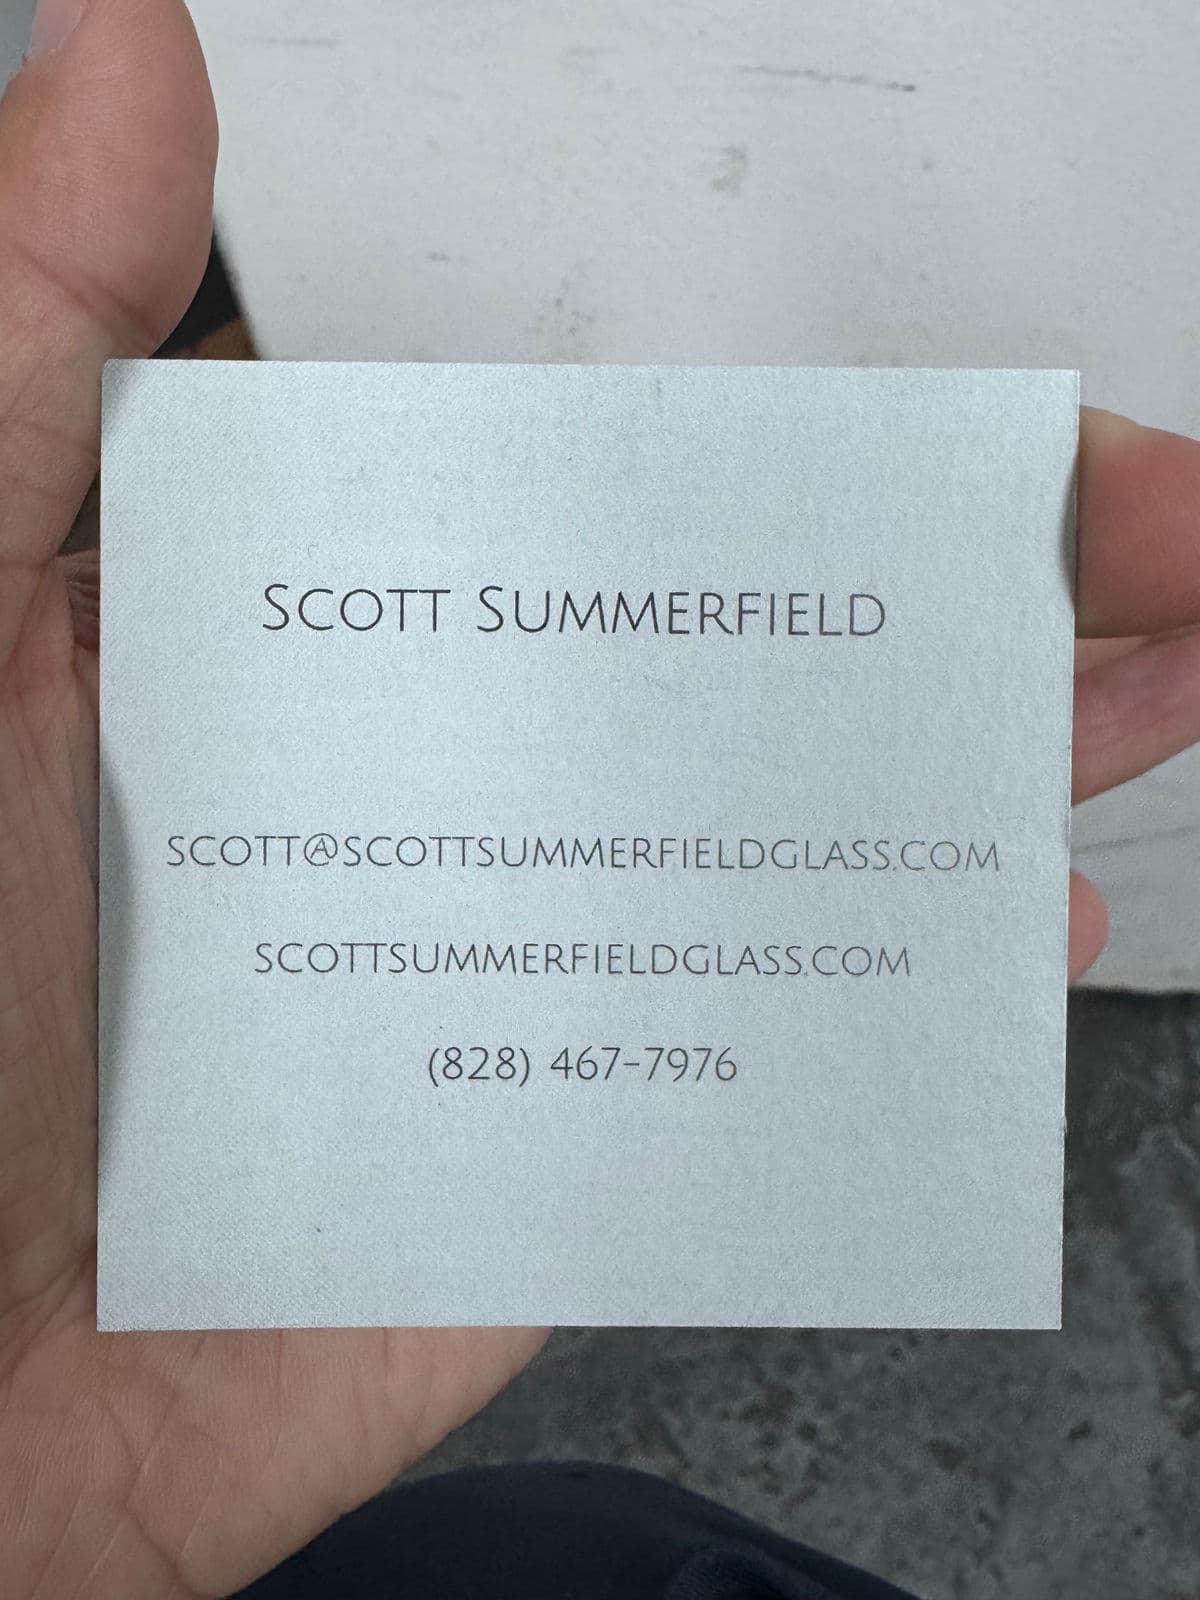 Scott Summerfield
SCOTT@SCOTTSUMMERFIELDGLASS.COM
SCOTTSUMMERFIELDGLASS.COM
(828) 467-7976